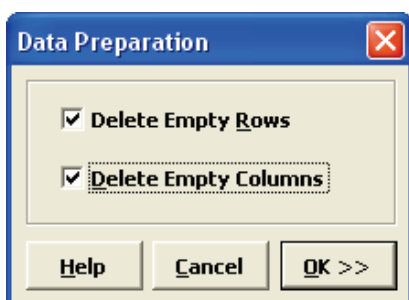 Data Preparation
Delete Empty Rows
Delete Empty Columns
Help Cancel OK >>